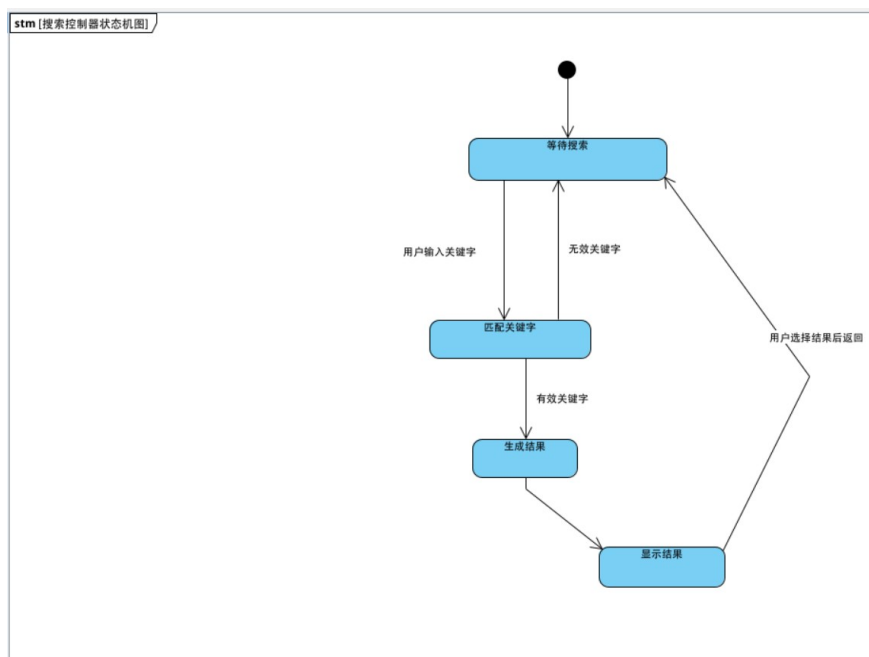 stm [搜索控制器状态机图]
等待搜索
用户输入关键字
无效关键字
匹配关键字
用户选择结果后返回
有效关键字
生成结果
显示结果